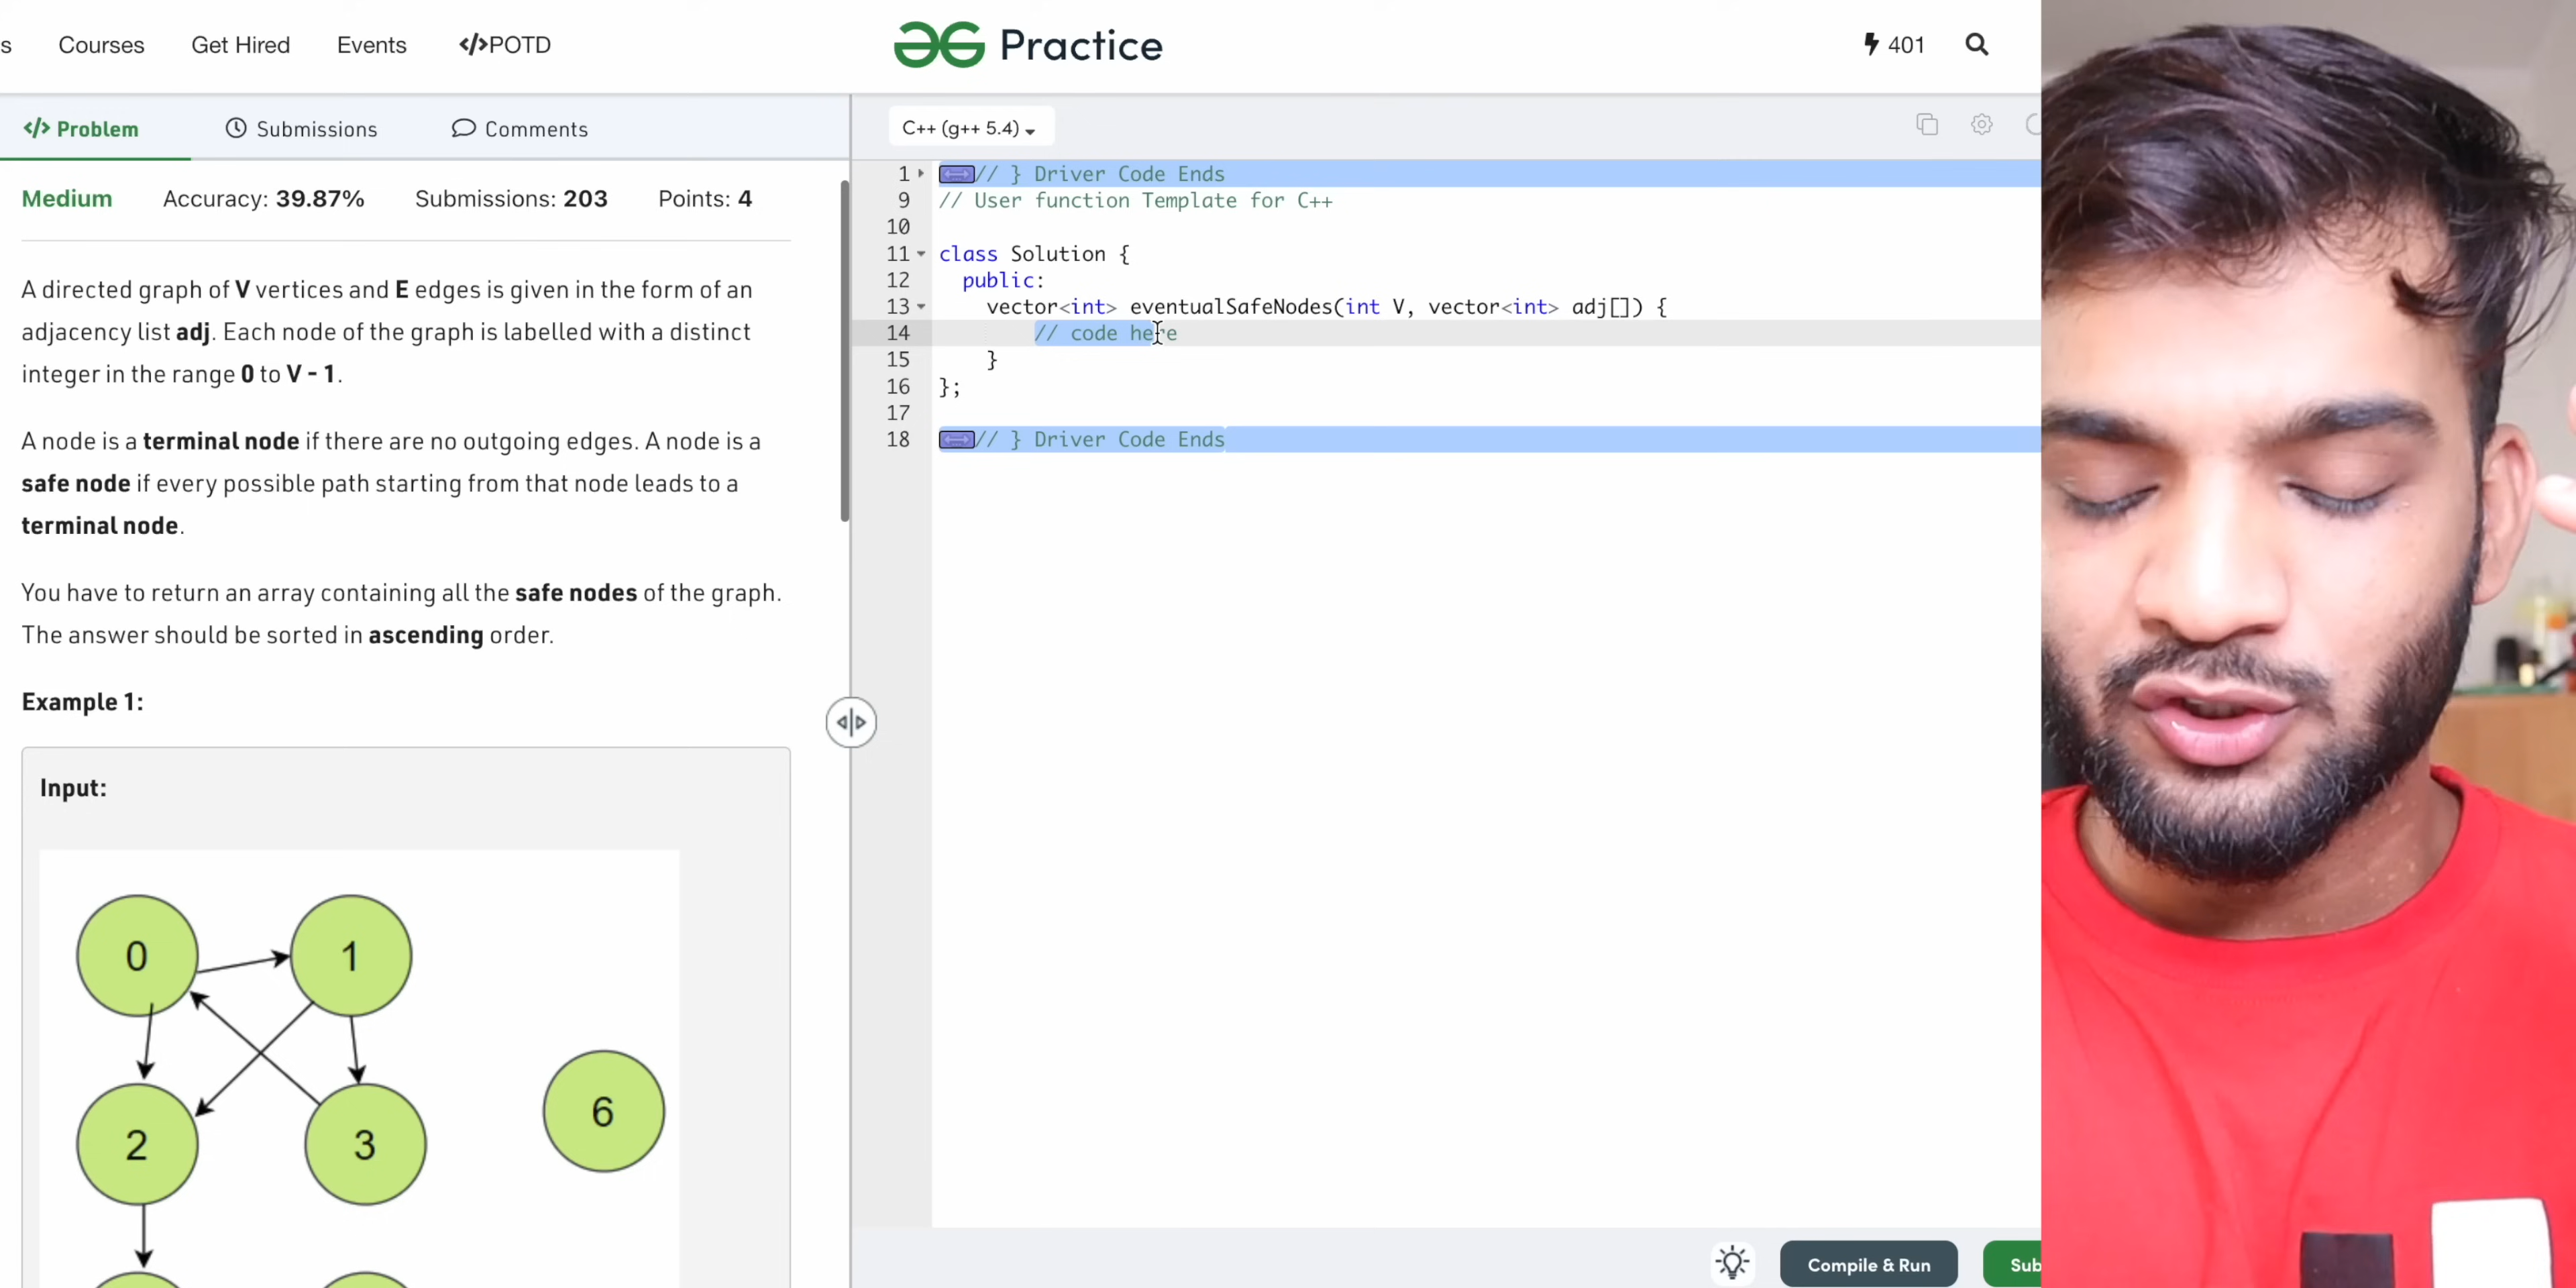 s Courses Get Hired Events </>POTD Practice 401
</> Problem Submissions Comments
Medium Accuracy: 39.87% Submissions: 203 Points: 4
A directed graph of V vertices and E edges is given in the form of an
adjacency list adj. Each node of the graph is labelled with a distinct
integer in the range 0 to V - 1.
A node is a terminal node if there are no outgoing edges. A node is a
safe node if every possible path starting from that node leads to a
terminal node.
You have to return an array containing all the safe nodes of the graph.
The answer should be sorted in ascending order.
Example 1:
Input:
0 1
6
2 3
C++ (g++ 5.4)
1 // } Driver Code Ends
9 // User function Template for C++
10
11 class Solution {
12 public:
13 vector<int> eventualSafeNodes(int V, vector<int> adj[]) {
14 // code here
15 }
16 };
17
18 // } Driver Code Ends
Compile & Run Sub